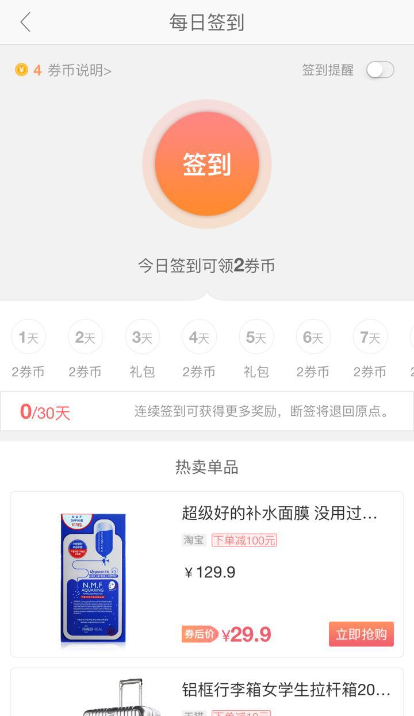 每日签到
4 券币说明>
签到提醒
签到
今日签到可领2券币
1天 2天 3天 4天 5天 6天 7天
2券币 2券币 礼包 2券币 礼包 2券币 2券币
0/30天
连续签到可获得更多奖励，断签将退回原点。
热卖单品
超级好的补水面膜 没用过…
淘宝 下单减100元
¥129.9
券后价 ¥29.9
立即抢购
N.M.F
AQUARING
铝框行李箱女学生拉杆箱20…